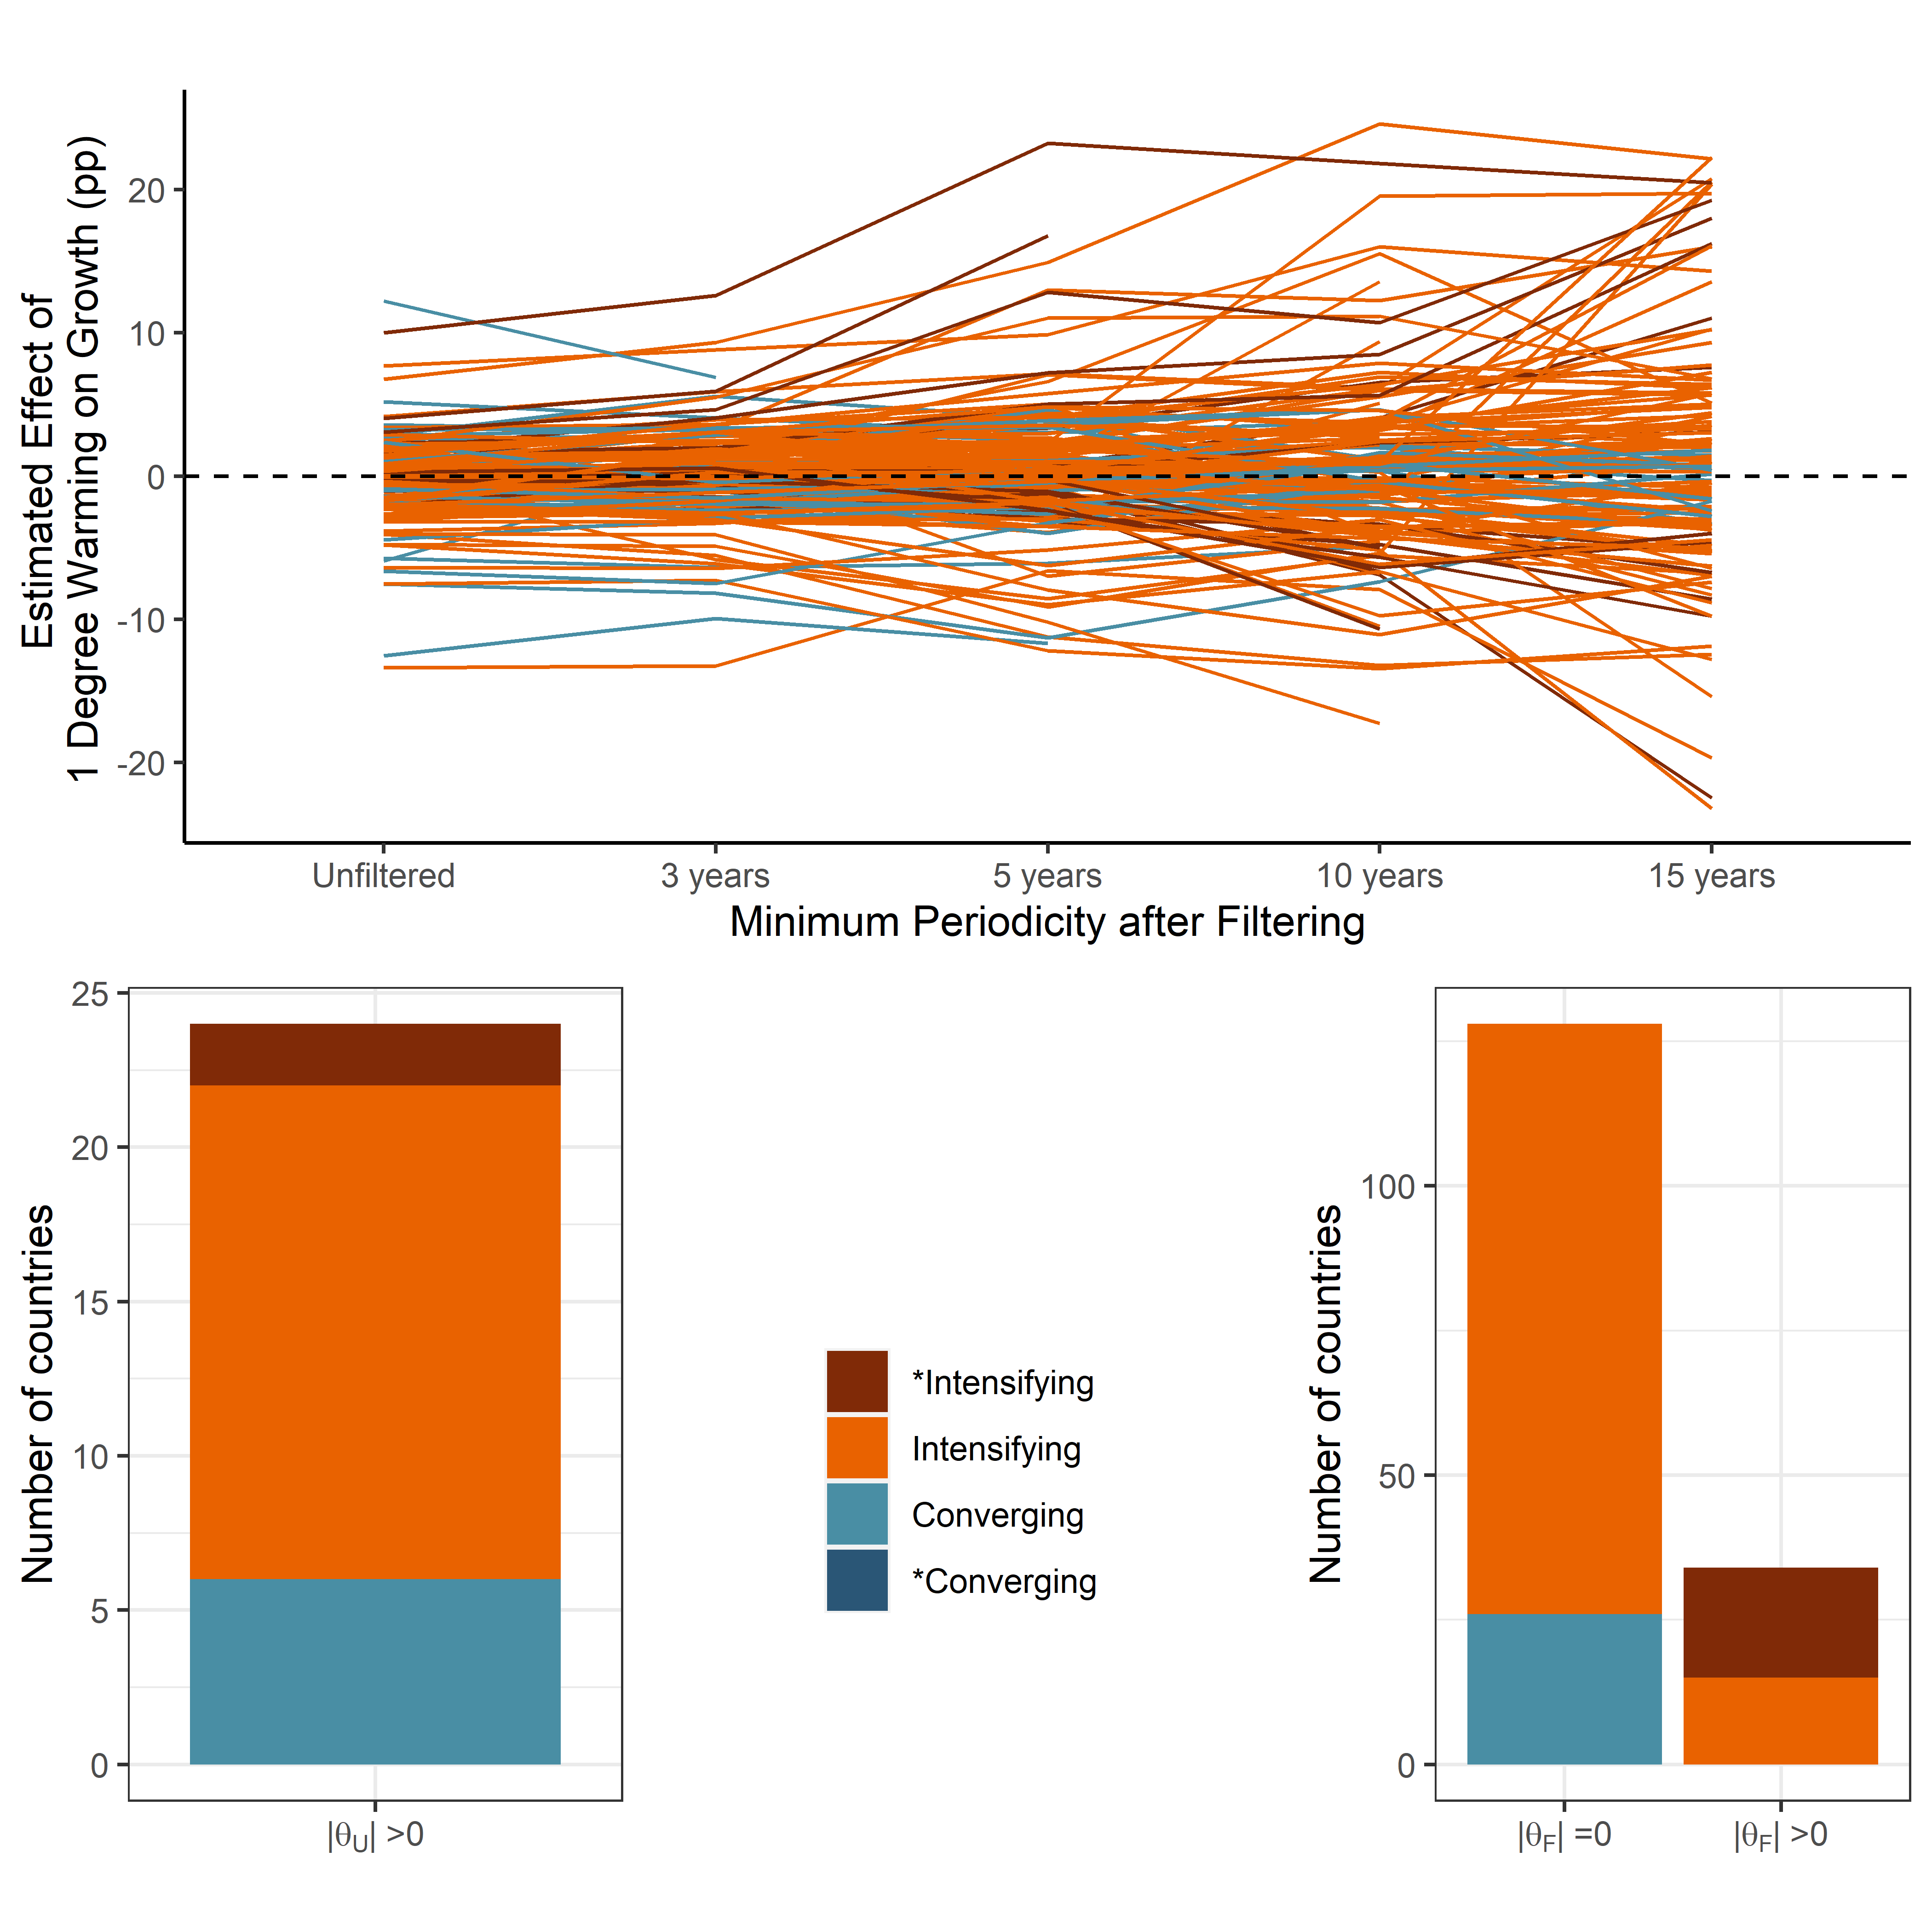 Estimated Effect of
1 Degree Warming on Growth (pp)
20
10
0
-10
-20
Unfiltered
3 years
5 years
10 years
15 years
Minimum Periodicity after Filtering
Number of countries
25
20
15
10
5
0
|θU| >0
*Intensifying
Intensifying
Converging
*Converging
Number of countries
100
50
0
|θF| =0
|θF| >0